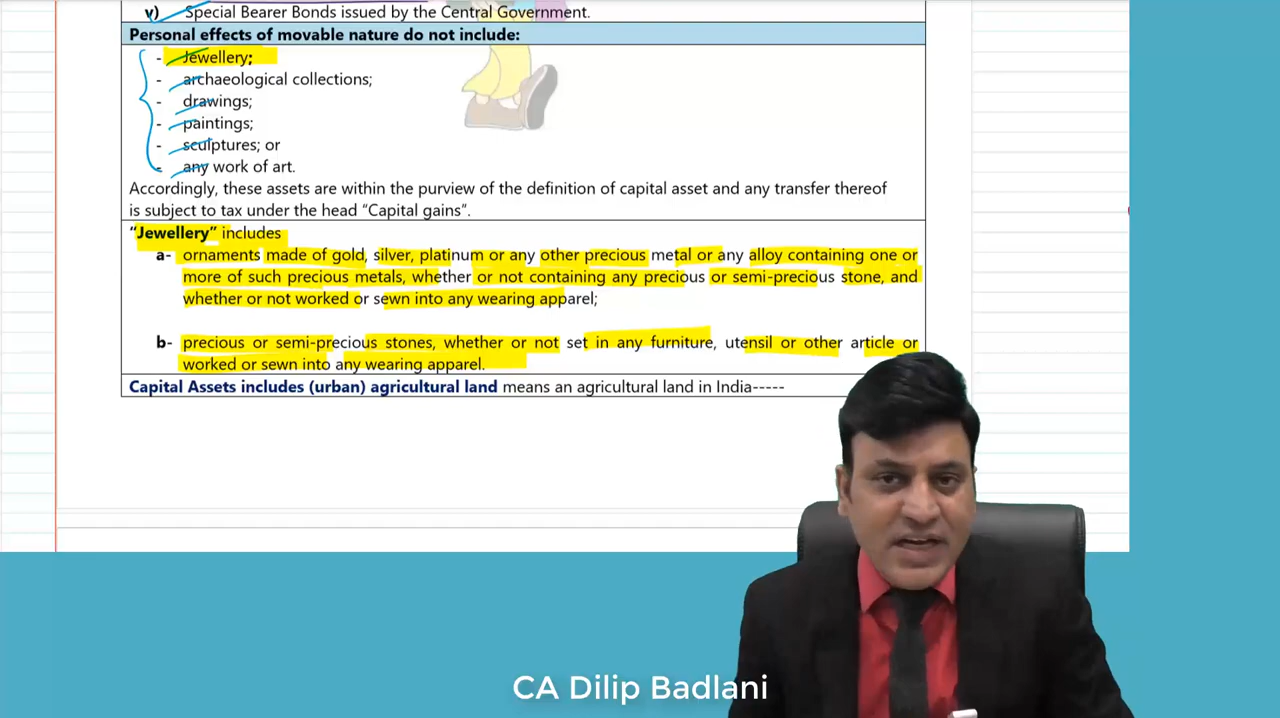 v) Special Bearer Bonds issued by the Central Government.
Personal effects of movable nature do not include:
- Jewellery;
- archaeological collections;
- drawings;
- paintings;
- sculptures; or
- any work of art.
Accordingly, these assets are within the purview of the definition of capital asset and any transfer thereof
is subject to tax under the head “Capital gains”.
“Jewellery” includes
a- ornaments made of gold, silver, platinum or any other precious metal or any alloy containing one or
more of such precious metals, whether or not containing any precious or semi-precious stone, and
whether or not worked or sewn into any wearing apparel;
b- precious or semi-precious stones, whether or not set in any furniture, utensil or other article or
worked or sewn into any wearing apparel.
Capital Assets includes (urban) agricultural land means an agricultural land in India-----
CA Dilip Badlani